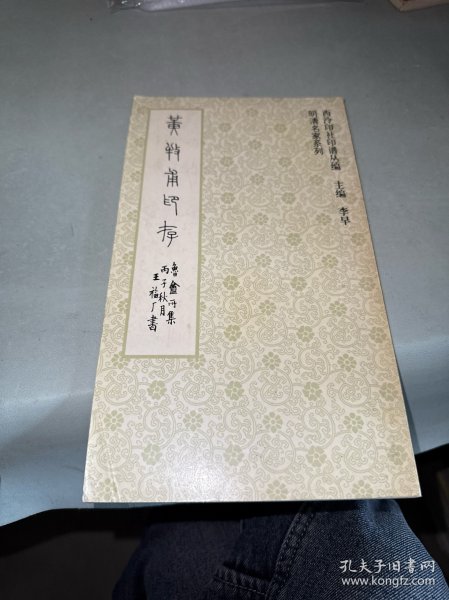 西泠印社印谱丛编 主编 李早
明清名家系列
黄牧甫印存
鲁盦所集
丙子秋月
王福厂书
孔夫子旧书网
www.kongfz.com